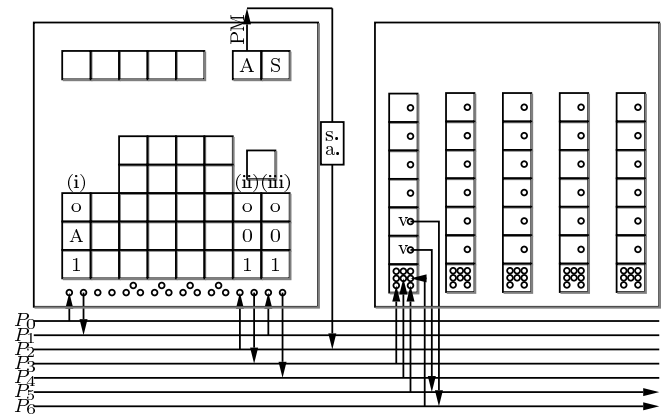 PM
A S
s.
a.
(i) (ii) (iii)
o o o
A 0 0
1 1 1
v
v
P0
P1
P2
P3
P4
P5
P6